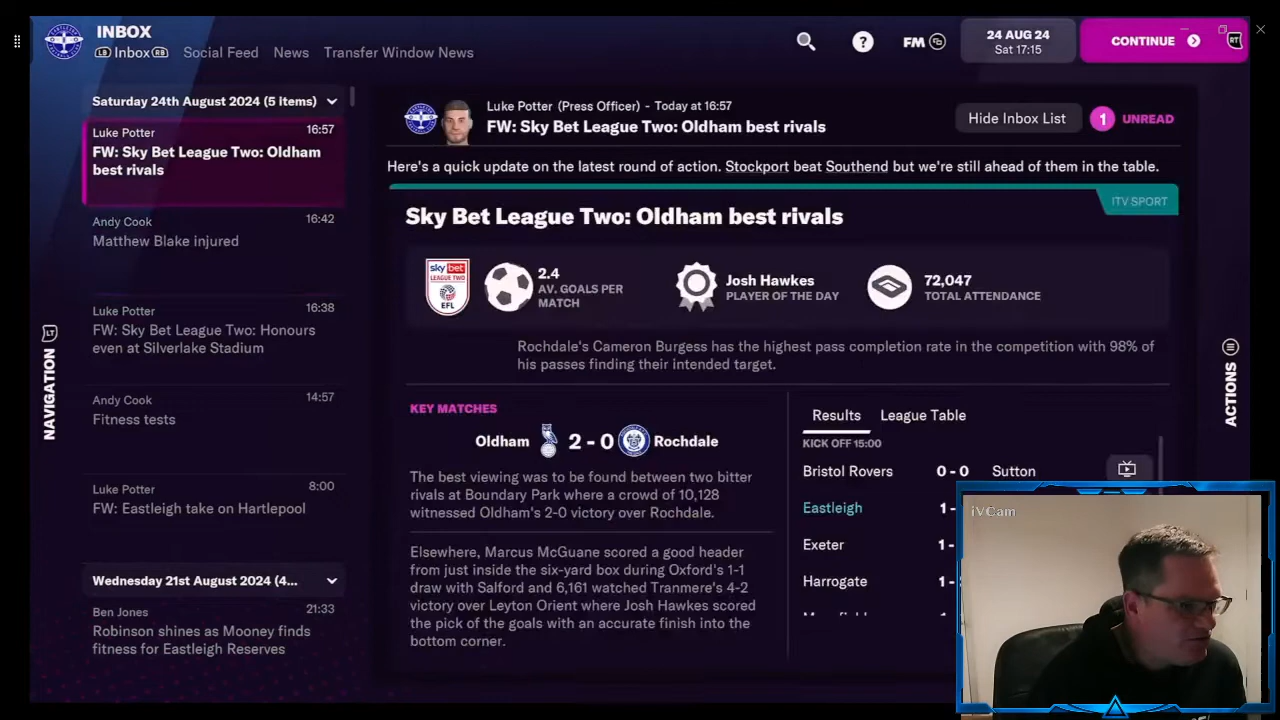 INBOX
LB Inbox RB Social Feed News Transfer Window News
FM
24 AUG 24
Sat 17:15
CONTINUE
RT
Saturday 24th August 2024 (5 items)
Luke Potter 16:57
FW: Sky Bet League Two: Oldham
best rivals
Andy Cook 16:42
Matthew Blake injured
Luke Potter 16:38
FW: Sky Bet League Two: Honours
even at Silverlake Stadium
Andy Cook 14:57
Fitness tests
Luke Potter 8:00
FW: Eastleigh take on Hartlepool
Wednesday 21st August 2024 (4...
Ben Jones 21:33
Robinson shines as Mooney finds
fitness for Eastleigh Reserves
NAVIGATION LT
Luke Potter (Press Officer) - Today at 16:57
FW: Sky Bet League Two: Oldham best rivals
Hide Inbox List
1 UNREAD
Here's a quick update on the latest round of action. Stockport beat Southend but we're still ahead of them in the table.
ITV SPORT
Sky Bet League Two: Oldham best rivals
sky bet
LEAGUE TWO
EFL
2.4
AV. GOALS PER
MATCH
Josh Hawkes
PLAYER OF THE DAY
72,047
TOTAL ATTENDANCE
Rochdale's Cameron Burgess has the highest pass completion rate in the competition with 98% of
his passes finding their intended target.
KEY MATCHES
Oldham 2 - 0 Rochdale
The best viewing was to be found between two bitter
rivals at Boundary Park where a crowd of 10,128
witnessed Oldham's 2-0 victory over Rochdale.
Elsewhere, Marcus McGuane scored a good header
from just inside the six-yard box during Oxford's 1-1
draw with Salford and 6,161 watched Tranmere's 4-2
victory over Leyton Orient where Josh Hawkes scored
the pick of the goals with an accurate finish into the
bottom corner.
Results League Table
KICK OFF 15:00
Bristol Rovers 0 - 0 Sutton
Eastleigh 1 -
Exeter 1 -
Harrogate 1 -
ACTIONS
iVCam